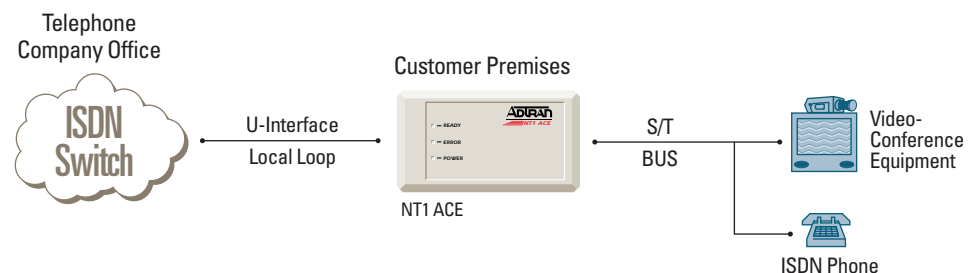 Telephone
Company Office
ISDN
Switch
U-Interface
Local Loop
Customer Premises
ADTRAN
NT1 ACE
READY
ERROR
POWER
NT1 ACE
S/T
BUS
Video-
Conference
Equipment
ISDN Phone